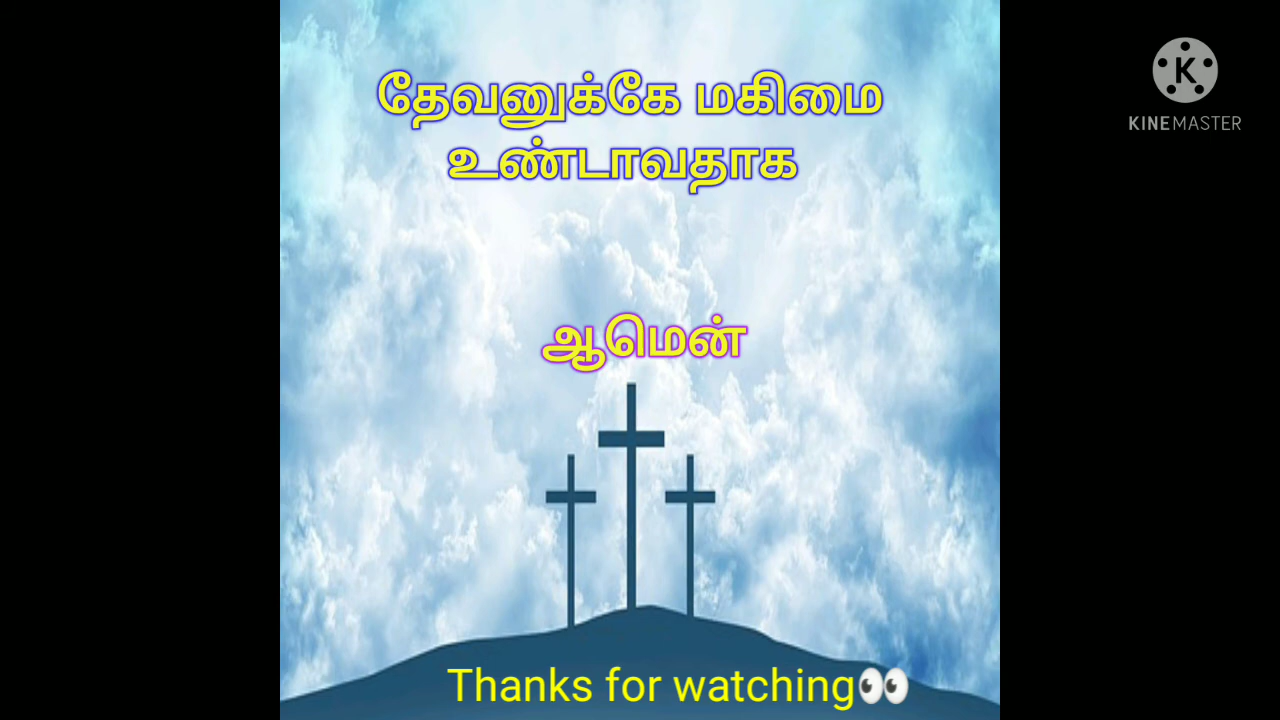 தேவனுக்கே மகிமை
உண்டாவதாக
ஆமென்
Thanks for watching👀
K
KINEMASTER